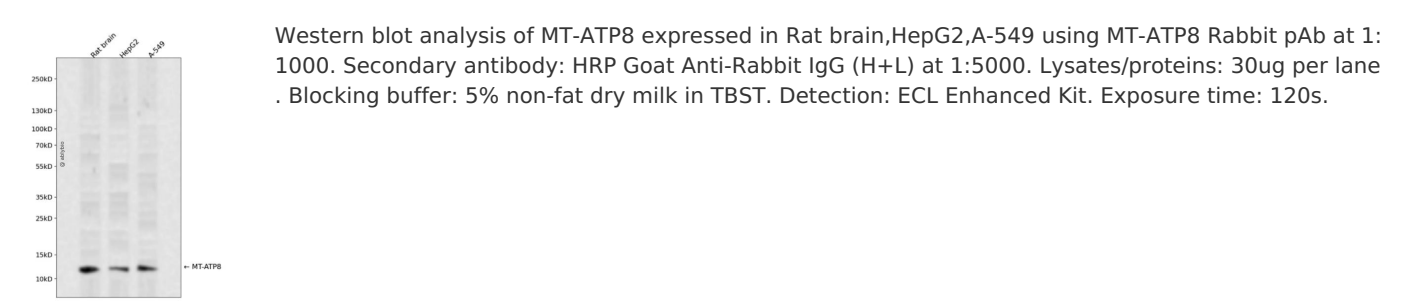 Rat brain
HepG2
A-549
250kD
130kD
100kD
70kD
55kD
35kD
25kD
15kD
10kD
@ ablybio
← MT-ATP8
Western blot analysis of MT-ATP8 expressed in Rat brain,HepG2,A-549 using MT-ATP8 Rabbit pAb at 1:
1000. Secondary antibody: HRP Goat Anti-Rabbit IgG (H+L) at 1:5000. Lysates/proteins: 30ug per lane
. Blocking buffer: 5% non-fat dry milk in TBST. Detection: ECL Enhanced Kit. Exposure time: 120s.